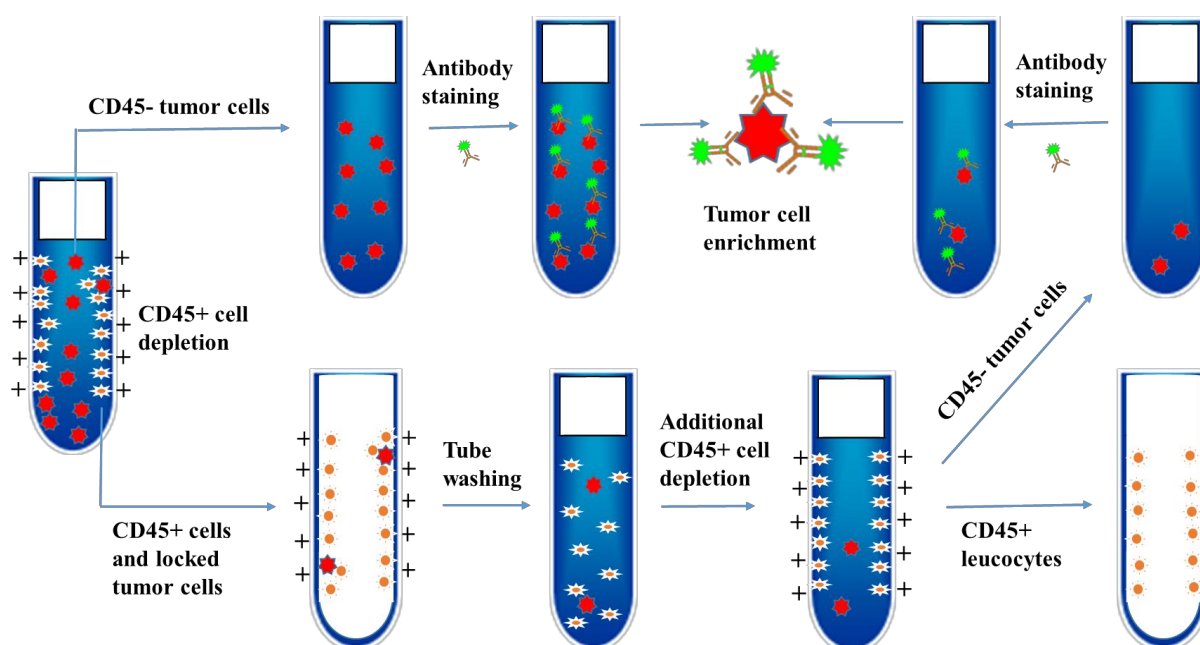 CD45- tumor cells
Antibody
staining
Antibody
staining
Tumor cell
enrichment
+ +
+ +
CD45+ cell
depletion
+ +
+ +
+ +
CD45- tumor cells
CD45+ cells
and locked
tumor cells
+ +
+ +
+ +
+ +
+ +
Tube
washing
Additional
CD45+ cell
depletion
+ +
+ +
+ +
+ +
+ +
CD45+
leucocytes